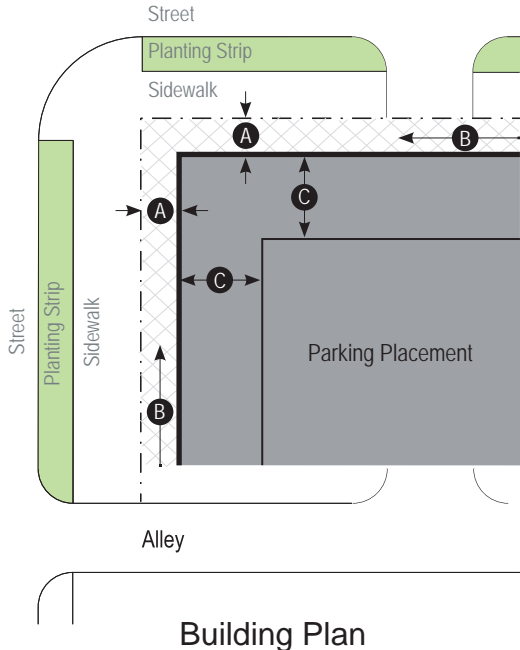 Street
Planting Strip
Sidewalk
A
B
A
C
C
Street
Planting Strip
Sidewalk
Parking Placement
B
Alley
Building Plan